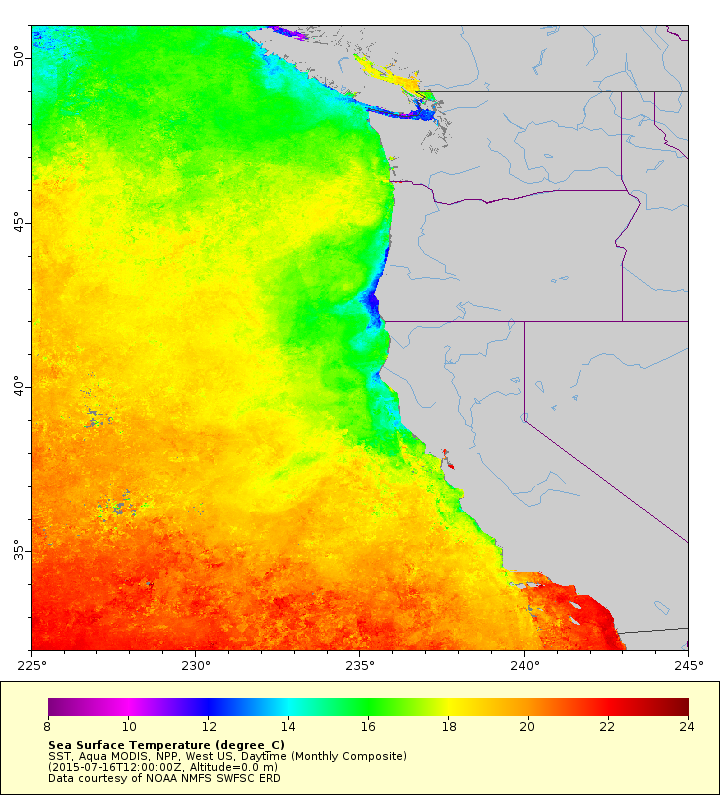 50°
45°
40°
35°
225° 230° 235° 240° 245°
8 10 12 14 16 18 20 22 24
Sea Surface Temperature (degree_C)
SST, Aqua MODIS, NPP, West US, Daytime (Monthly Composite)
(2015-07-16T12:00:00Z, Altitude=0.0 m)
Data courtesy of NOAA NMFS SWFSC ERD